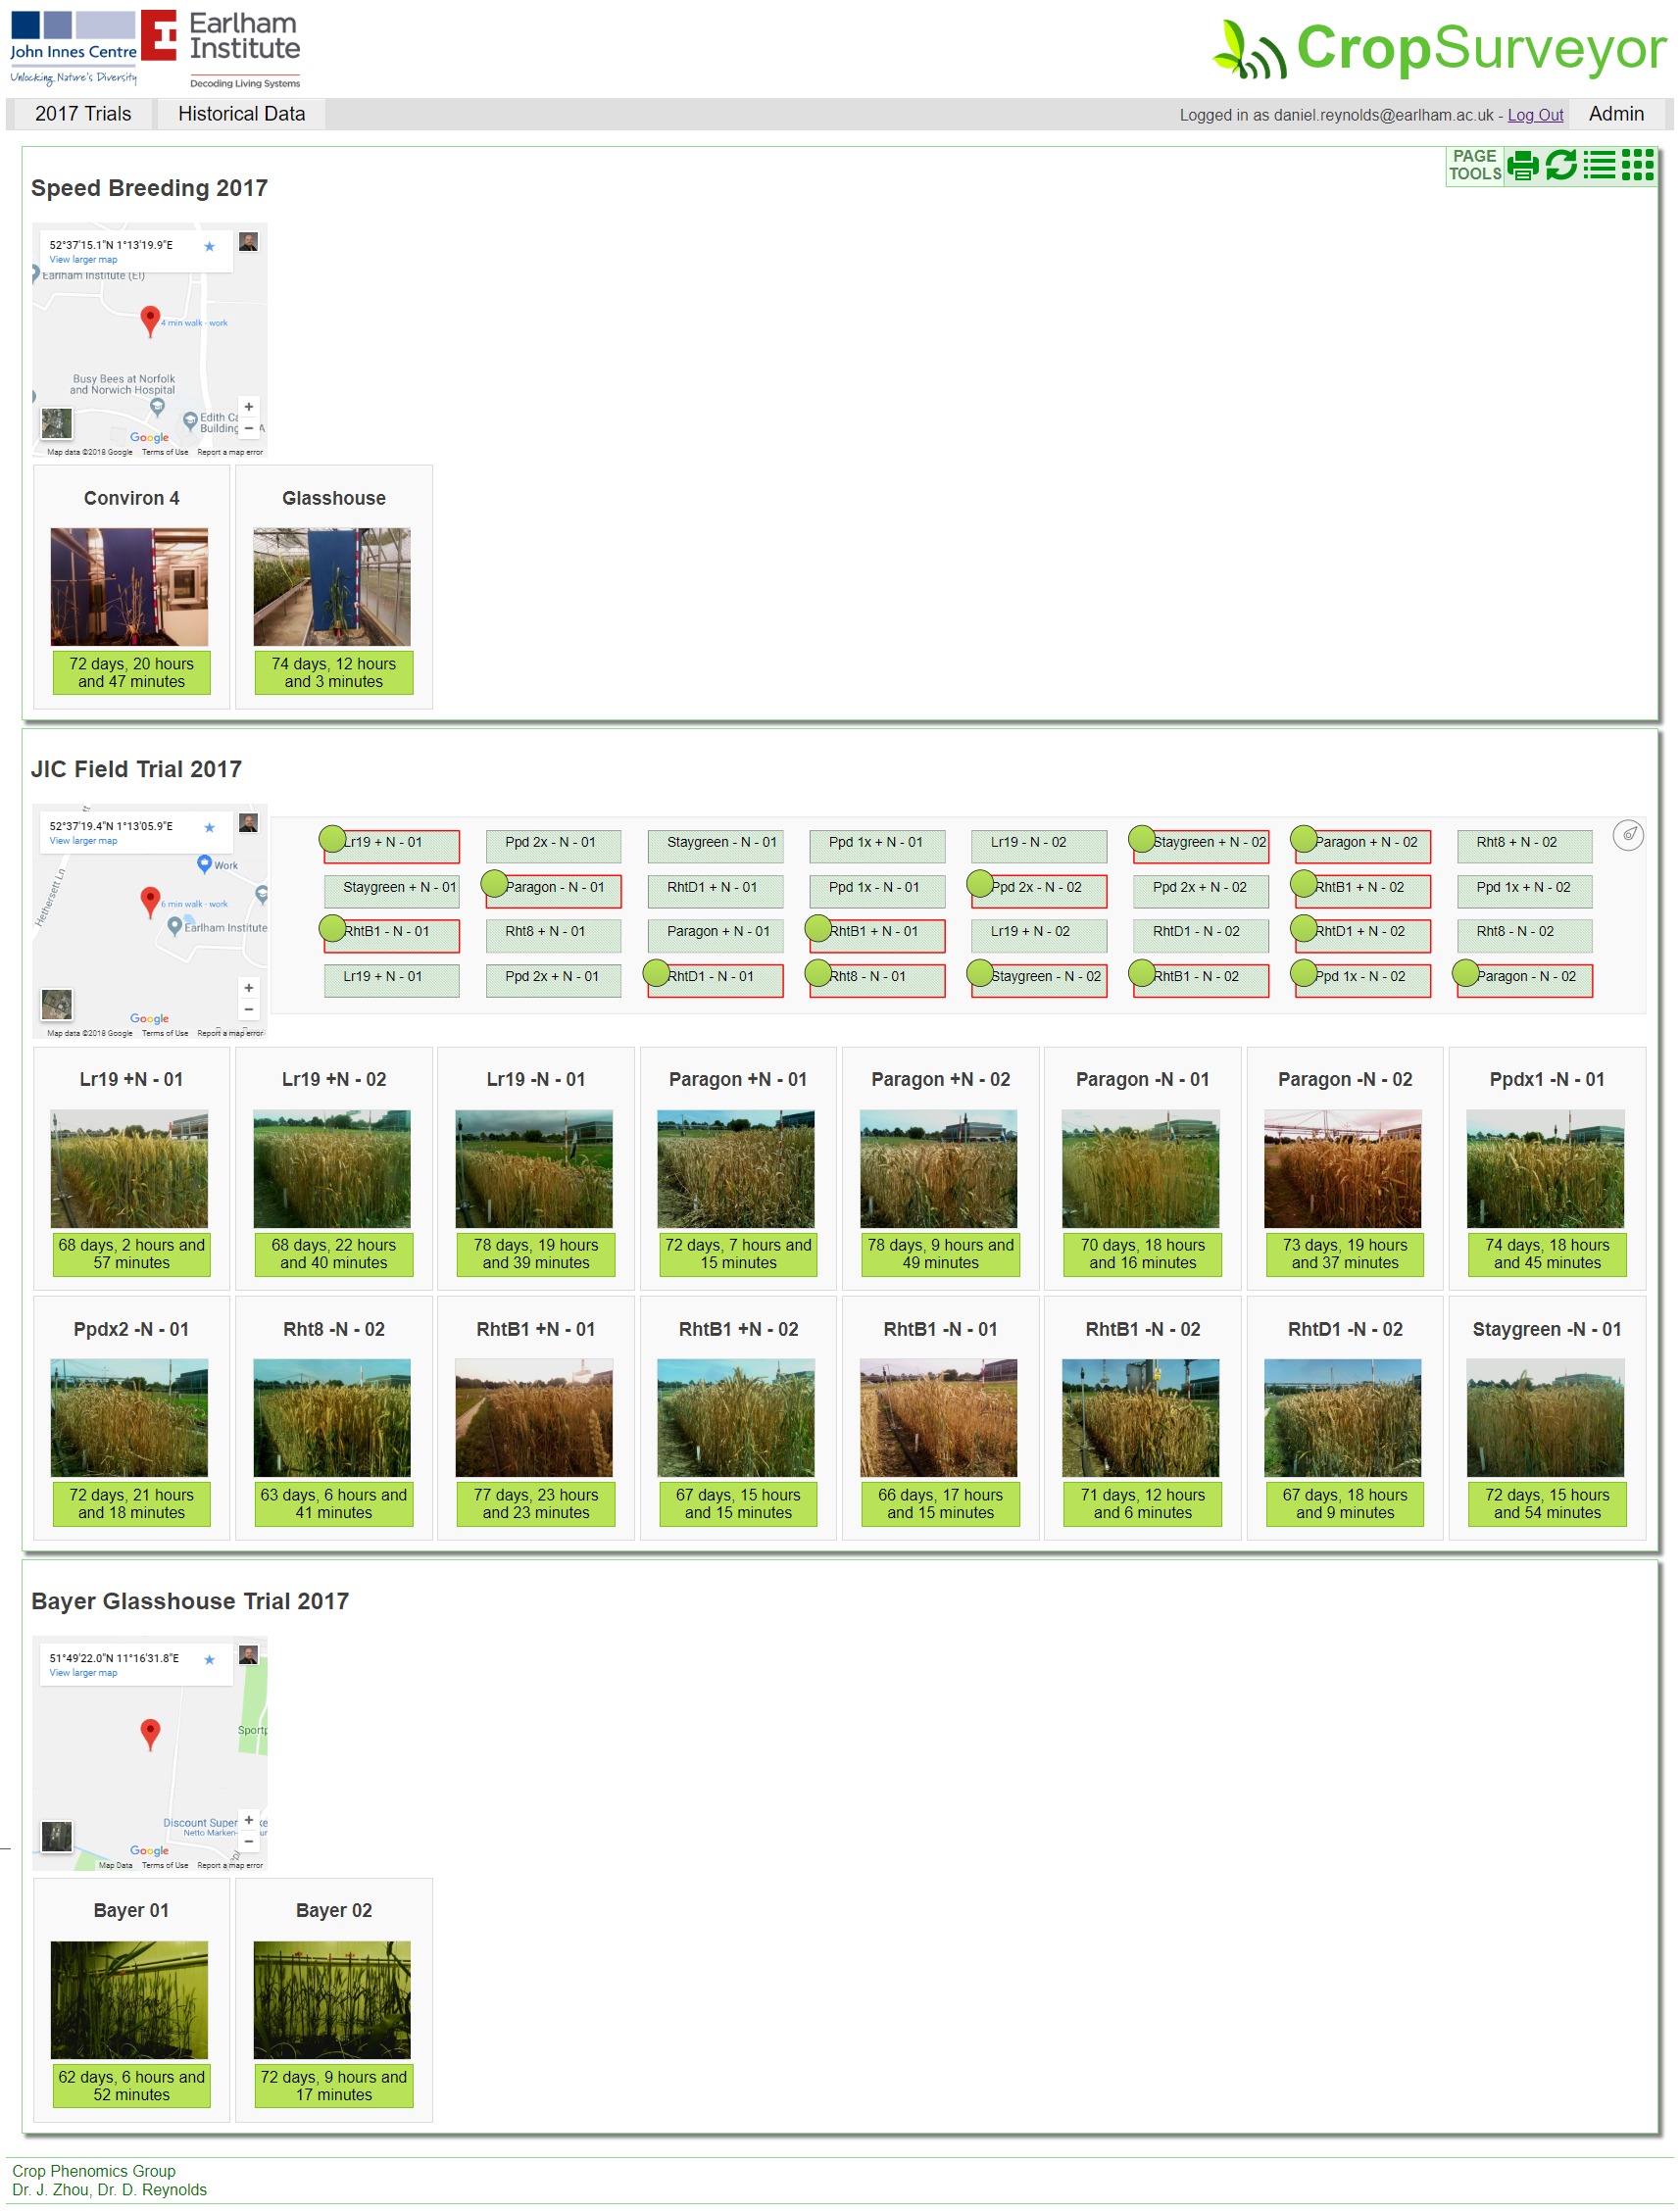 John Innes Centre
Unlocking Nature's Diversity
Earlham
Institute
Decoding Living Systems
CropSurveyor
2017 Trials
Historical Data
Logged in as daniel.reynolds@earlham.ac.uk - Log Out
Admin
PAGE
TOOLS
Speed Breeding 2017
52°37'15.1"N 1°13'19.9"E
View larger map
Earlham Institute (EI)
4 min walk - work
Busy Bees at Norfolk
and Norwich Hospital
Edith Ca
Building
A
Google
Map data ©2018 Google Terms of Use Report a map error
Conviron 4
72 days, 20 hours
and 47 minutes
Glasshouse
74 days, 12 hours
and 3 minutes
JIC Field Trial 2017
52°37'19.4"N 1°13'05.9"E
View larger map
Work
Hethersett Ln
6 min walk - work
Earlham Institute
Google
Map data ©2018 Google Terms of Use Report a map error
Lr19 + N - 01
Ppd 2x - N - 01
Staygreen - N - 01
Ppd 1x + N - 01
Lr19 - N - 02
Staygreen + N - 02
Paragon + N - 02
Rht8 + N - 02
Staygreen + N - 01
Paragon - N - 01
RhtD1 + N - 01
Ppd 1x - N - 01
Ppd 2x - N - 02
Ppd 2x + N - 02
RhtB1 + N - 02
Ppd 1x + N - 02
RhtB1 - N - 01
Rht8 + N - 01
Paragon + N - 01
RhtB1 + N - 01
Lr19 + N - 02
RhtD1 - N - 02
RhtD1 + N - 02
Rht8 - N - 02
Lr19 + N - 01
Ppd 2x + N - 01
RhtD1 - N - 01
Rht8 - N - 01
Staygreen - N - 02
RhtB1 - N - 02
Ppd 1x - N - 02
Paragon - N - 02
Lr19 +N - 01
68 days, 2 hours and
57 minutes
Lr19 +N - 02
68 days, 22 hours
and 40 minutes
Lr19 -N - 01
78 days, 19 hours
and 39 minutes
Paragon +N - 01
72 days, 7 hours and
15 minutes
Paragon +N - 02
78 days, 9 hours and
49 minutes
Paragon -N - 01
70 days, 18 hours
and 16 minutes
Paragon -N - 02
73 days, 19 hours
and 37 minutes
Ppdx1 -N - 01
74 days, 18 hours
and 45 minutes
Ppdx2 -N - 01
72 days, 21 hours
and 18 minutes
Rht8 -N - 02
63 days, 6 hours and
41 minutes
RhtB1 +N - 01
77 days, 23 hours
and 23 minutes
RhtB1 +N - 02
67 days, 15 hours
and 15 minutes
RhtB1 -N - 01
66 days, 17 hours
and 15 minutes
RhtB1 -N - 02
71 days, 12 hours
and 6 minutes
RhtD1 -N - 02
67 days, 18 hours
and 9 minutes
Staygreen -N - 01
72 days, 15 hours
and 54 minutes
Bayer Glasshouse Trial 2017
51°49'22.0"N 11°16'31.8"E
View larger map
Sportp
Discount Super
Netto Marken-
Google
Map Data Terms of Use Report a map error
Bayer 01
62 days, 6 hours and
52 minutes
Bayer 02
72 days, 9 hours and
17 minutes
Crop Phenomics Group
Dr. J. Zhou, Dr. D. Reynolds